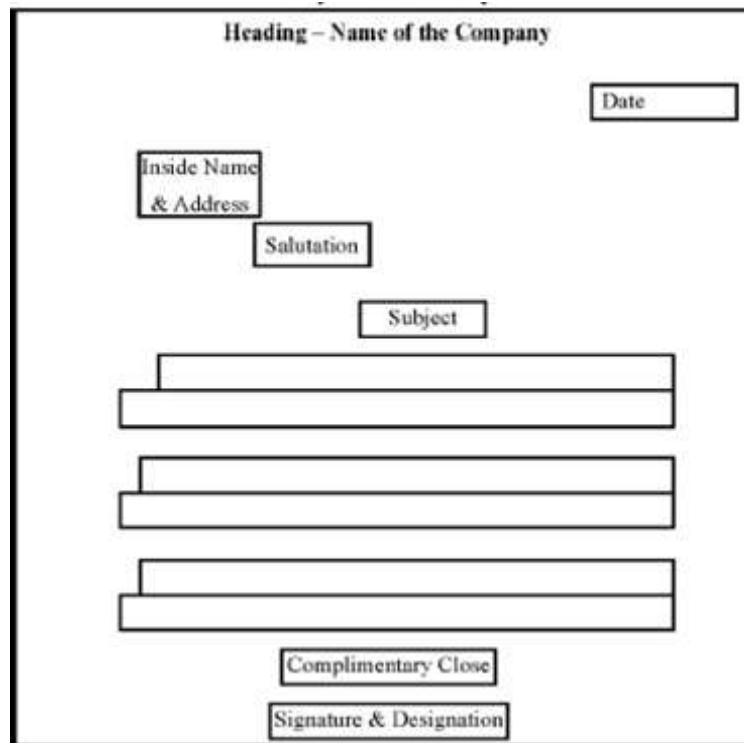 Heading – Name of the Company
Date
Inside Name
& Address
Salutation
Subject
Complimentary Close
Signature & Designation